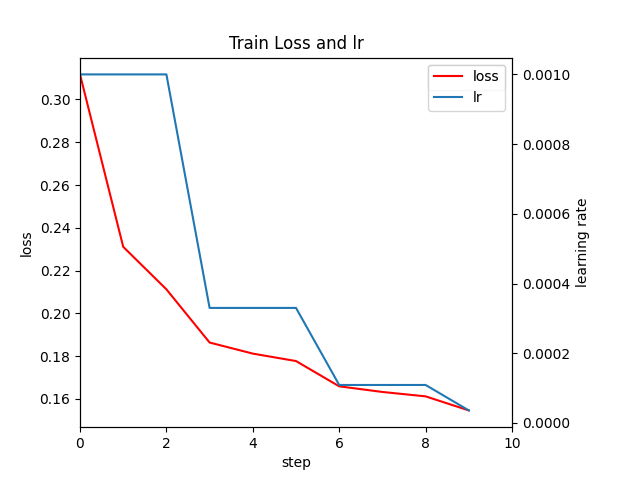 Train Loss and lr
loss
lr
0.30
0.28
0.26
0.24
0.22
0.20
0.18
0.16
loss
0.0010
0.0008
0.0006
0.0004
0.0002
0.0000
learning rate
0 2 4 6 8 10
step